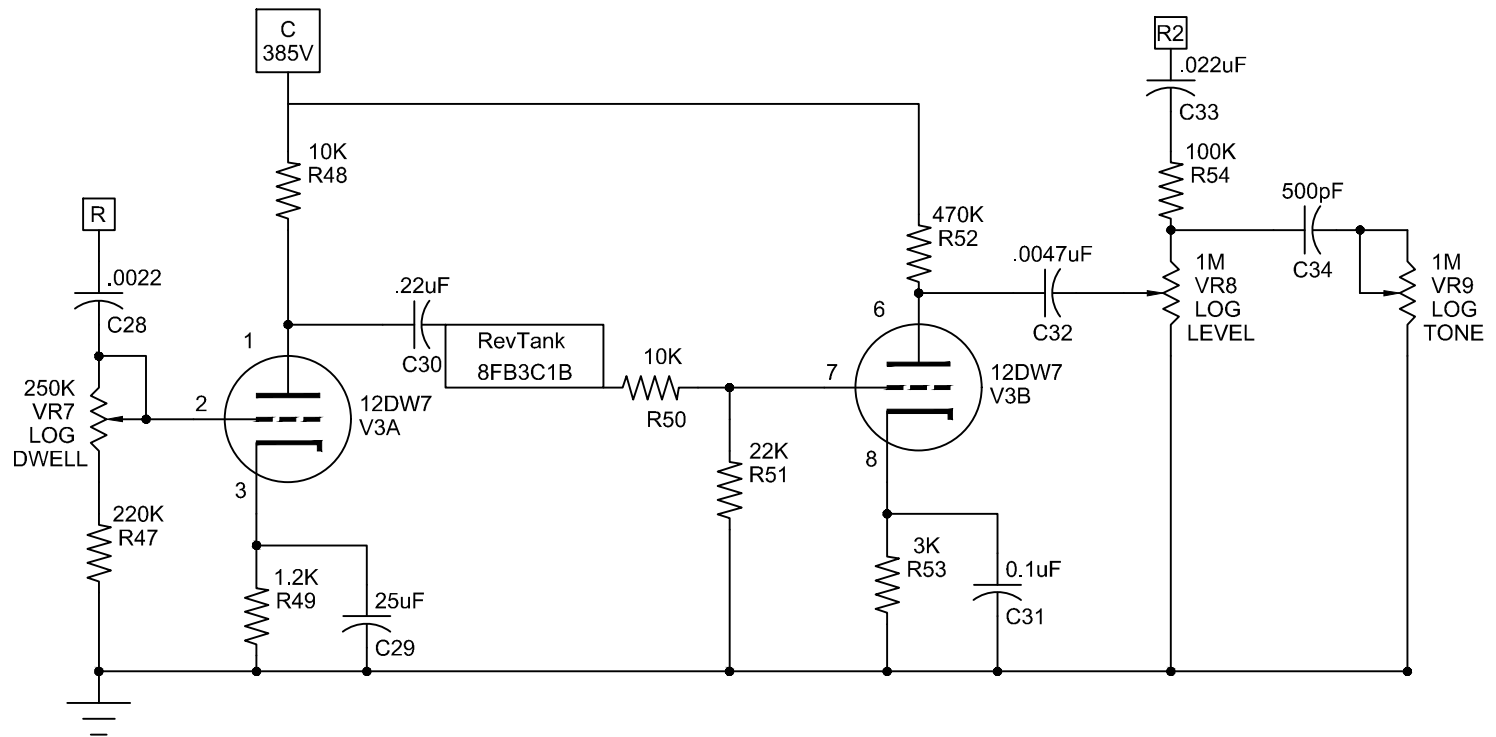 C
385V
R2
.022uF
C33
10K
R48
100K
R54
500pF
C34
R
470K
R52
.0022
C28
.22uF
C30
.0047uF
C32
1M
VR8
LOG
LEVEL
1M
VR9
LOG
TONE
1
RevTank
8FB3C1B
6
10K
R50
250K
VR7
LOG
DWELL
2
12DW7
V3A
7
12DW7
V3B
3
22K
R51
8
220K
R47
1.2K
R49
25uF
C29
3K
R53
0.1uF
C31